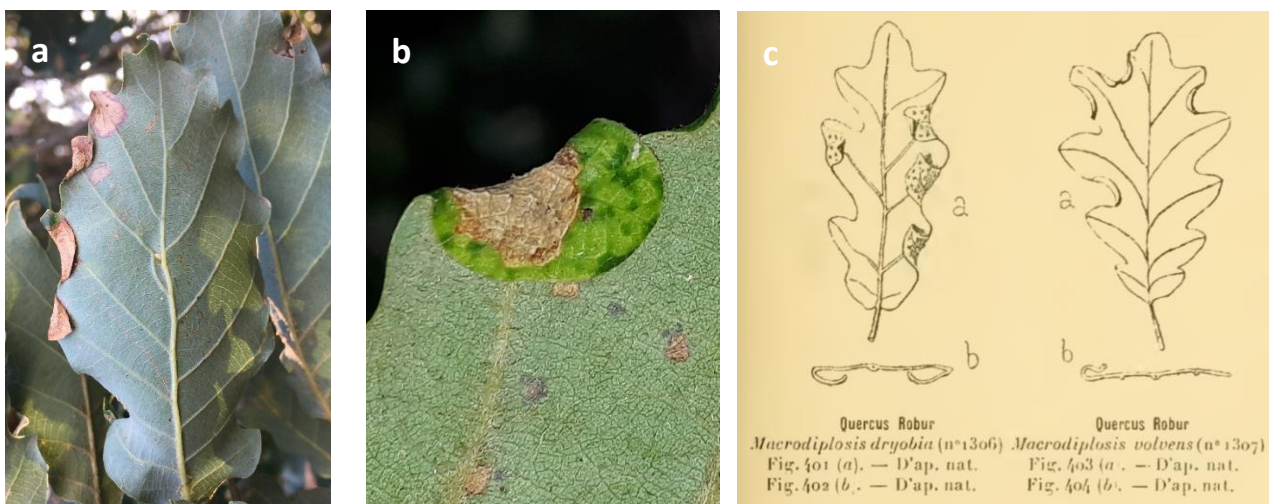 a
b
c
a
a
b
b
Quercus Robur
Macrodiplosis dryobia (n° 1306)
Fig. 401 (a). — D'ap. nat.
Fig. 402 (b). — D'ap. nat.
Quercus Robur
Macrodiplosis volvens (n° 1307)
Fig. 403 (a). — D'ap. nat.
Fig. 404 (b). — D'ap. nat.